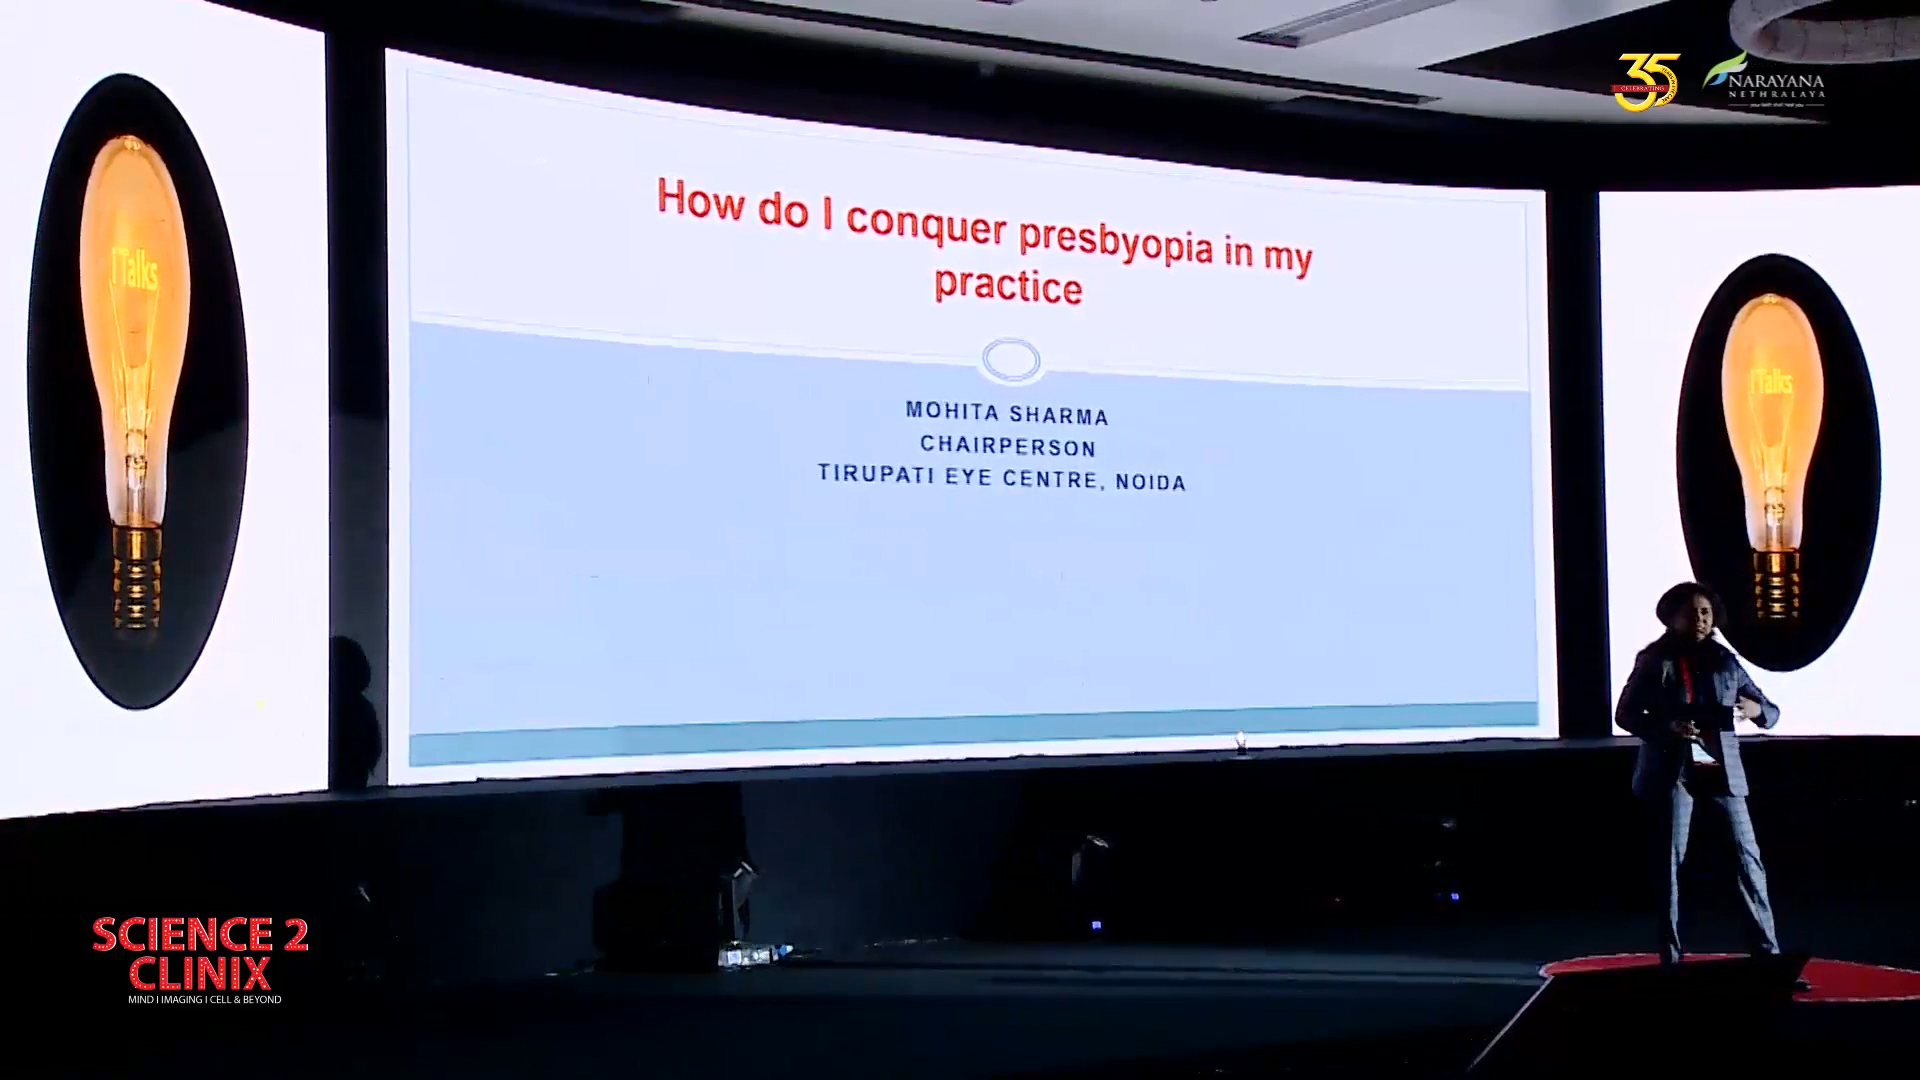 35
CELEBRATING
NARAYANA
NETHRALAYA
iTalks
How do I conquer presbyopia in my
practice
MOHITA SHARMA
CHAIRPERSON
TIRUPATI EYE CENTRE, NOIDA
iTalks
SCIENCE 2
CLINIX
MIND I IMAGING I CELL & BEYOND